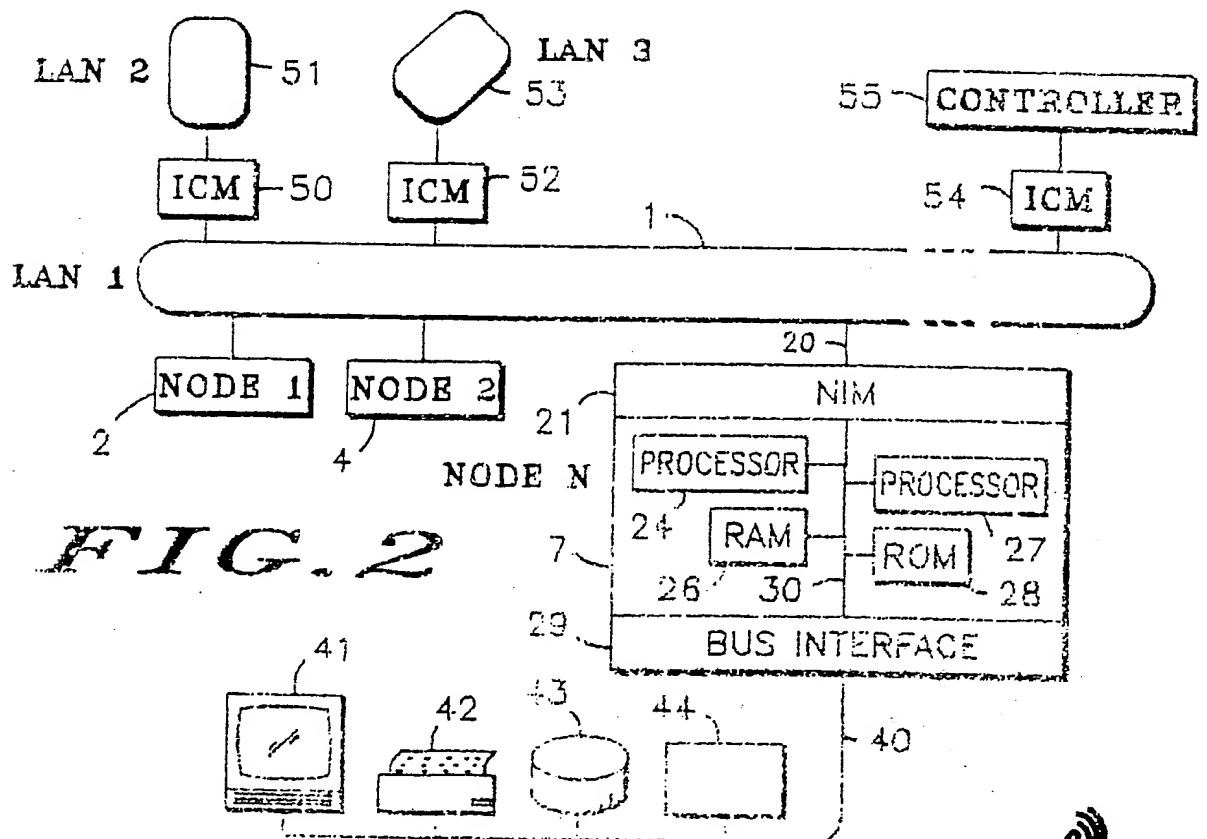 LAN 2
51
LAN 3
53
55
CONTROLLER
ICM
50
ICM
52
54
ICM
1
LAN 1
20
NODE 1
NODE 2
2
4
NIM
21
NODE N
PROCESSOR
24
PROCESSOR
27
RAM
26
7
30
ROM
28
FIG. 2
29
BUS INTERFACE
41
42
43
44
40